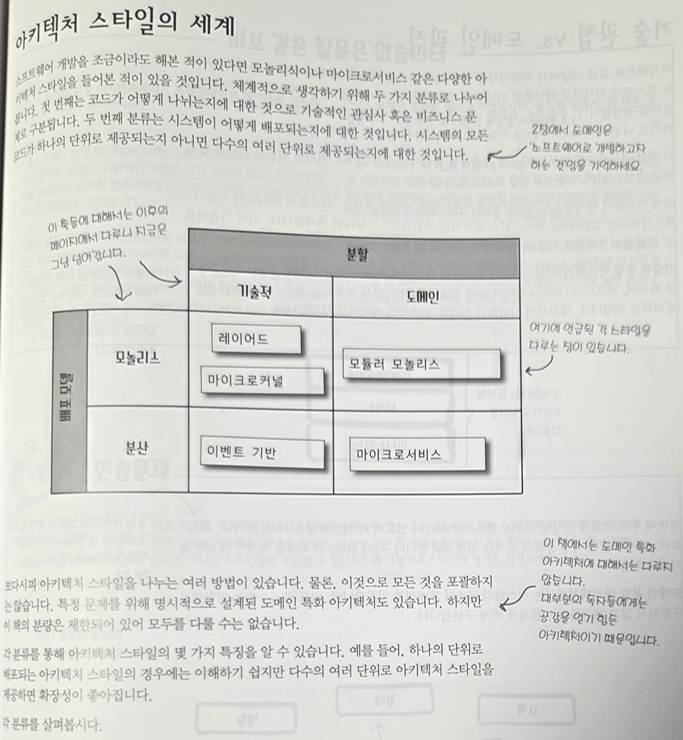 아키텍처 스타일의 세계
소프트웨어 개발을 조금이라도 해본 적이 있다면 모놀리식이나 마이크로서비스 같은 다양한 아
키텍처 스타일을 들어본 적이 있을 것입니다. 체계적으로 생각하기 위해 두 가지 분류로 나누어
봅니다. 첫 번째는 코드가 어떻게 나뉘는지에 대한 것으로 기술적인 관심사 혹은 비즈니스 문
제로 구분됩니다. 두 번째 분류는 시스템이 어떻게 배포되는지에 대한 것입니다. 시스템의 모든
코드가 하나의 단위로 제공되는지 아니면 다수의 여러 단위로 제공되는지에 대한 것입니다.
2장에서 도메인은
'소프트웨어로 개발하고자
하는 것'임을 기억하세요.
이 축들에 대해서는 이후의
페이지에서 다루니 지금은
그냥 넘어갑니다.
분할
기술적
도메인
배포 모델
모놀리스
레이어드
마이크로커널
모듈러 모놀리스
분산
이벤트 기반
마이크로서비스
여기에 언급된 각 스타일을
다루는 장이 있습니다.
보다시피 아키텍처 스타일을 나누는 여러 방법이 있습니다. 물론, 이것으로 모든 것을 포괄하지
는 않습니다. 특정 문제를 위해 명시적으로 설계된 도메인 특화 아키텍처도 있습니다. 하지만
이 책의 분량은 제한되어 있어 모두를 다룰 수는 없습니다.
이 책에서는 도메인 특화
아키텍처에 대해서는 다루지
않습니다.
대부분의 독자들에게는
공감을 얻기 힘든
아키텍처이기 때문입니다.
각 분류를 통해 아키텍처 스타일의 몇 가지 특징을 알 수 있습니다. 예를 들어, 하나의 단위로
배포되는 아키텍처 스타일의 경우에는 이해하기 쉽지만 다수의 여러 단위로 아키텍처 스타일을
제공하면 확장성이 좋아집니다.
각 분류를 살펴봅시다.